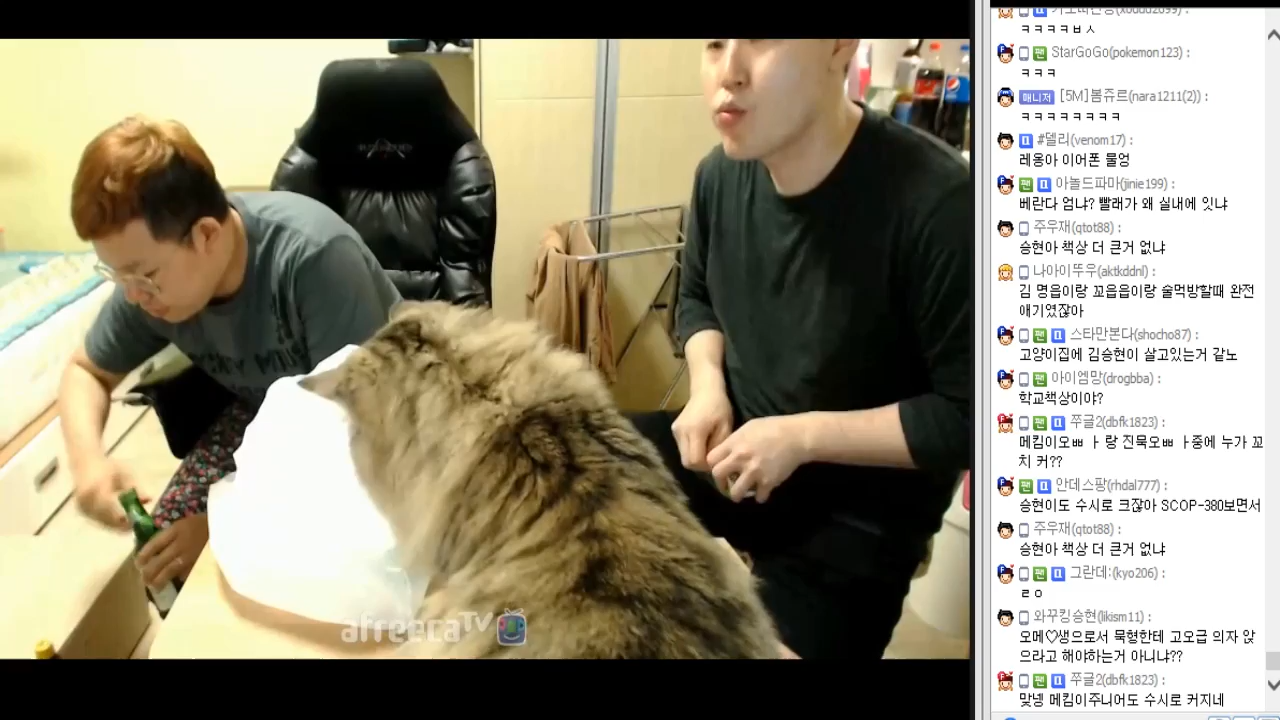 ㅋㅋㅋㅋㅂㅅ
팬 StarGoGo(pokemon123) :
ㅋㅋㅋ
매니저 [5M]봄쥬르(nara1211(2)) :
ㅋㅋㅋㅋㅋㅋㅋㅋ
#델리(venom17) :
레옹아 이어폰 물엉
팬 아놀드파마(jinie199) :
베란다 엄냐? 빨래가 왜 실내에 잇냐
주우재(qtot88) :
승현아 책상 더 큰거 없냐
나아이뚜우(aktkddnl) :
김 명읍이랑 꼬읍읍이랑 술먹방할때 완전
애기였잖아
팬 스타만본다(shocho87) :
고양이집에 김승현이 살고있는거 같노
팬 아이엠망(drogbba) :
학교책상이야?
팬 쭈글2(dbfk1823) :
메킴이오ㅃㅏ랑 진묵오ㅃㅏ중에 누가 꼬
치 커??
팬 안데스팡(rhdal777) :
승현이도 수시로 크잖아 SCOP-380보면서
주우재(qtot88) :
승현아 책상 더 큰거 없냐
팬 그란데:(kyo206) :
ㄹㅇ
와꾸킹승현(likism11) :
오메♡생으로서 묵형한테 고오급 의자 앉
으라고 해야하는거 아니냐??
팬 쭈글2(dbfk1823) :
맞넹 메킴이주니어도 수시로 커지네
afreecaTV